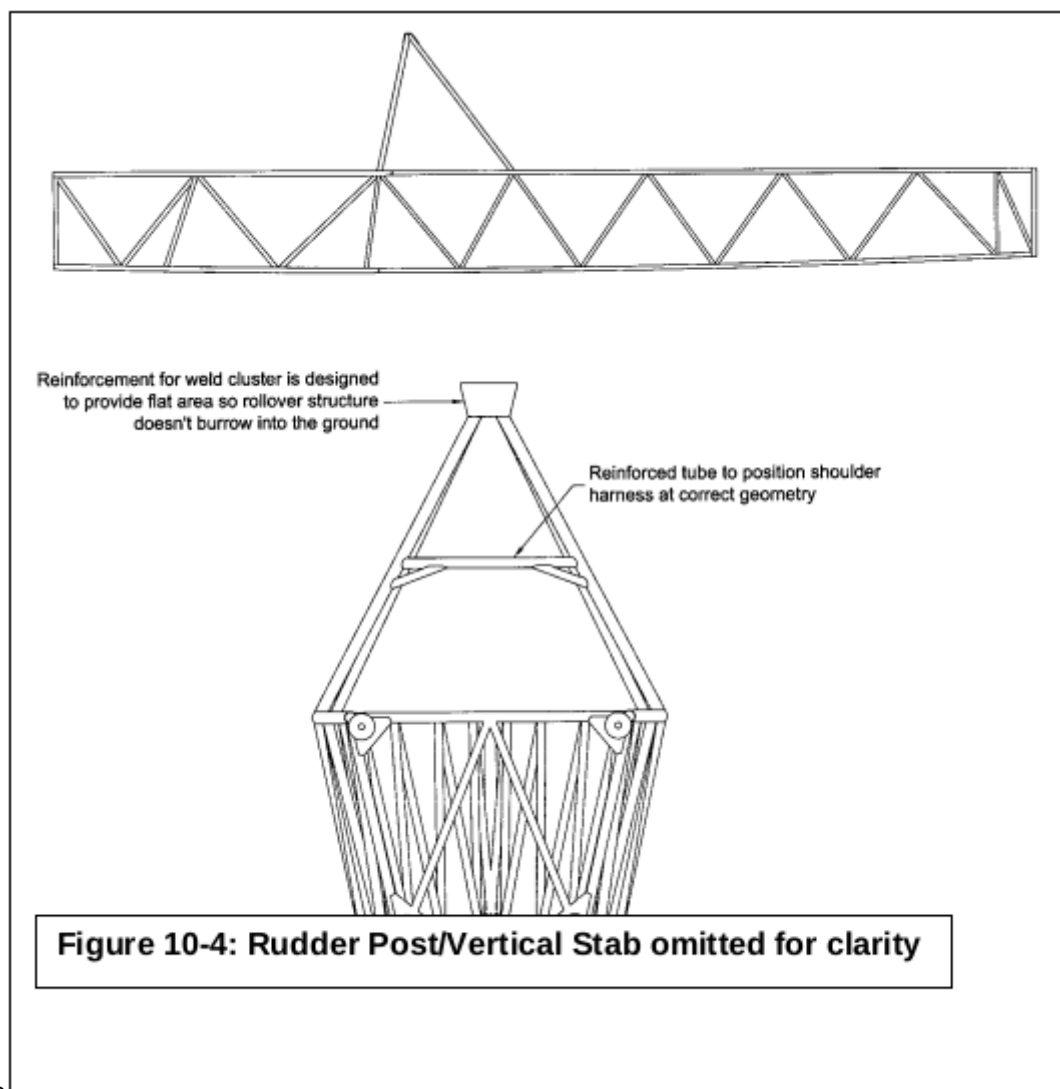 Reinforcement for weld cluster is designed
to provide flat area so rollover structure
doesn't burrow into the ground
Reinforced tube to position shoulder
harness at correct geometry
Figure 10-4: Rudder Post/Vertical Stab omitted for clarity